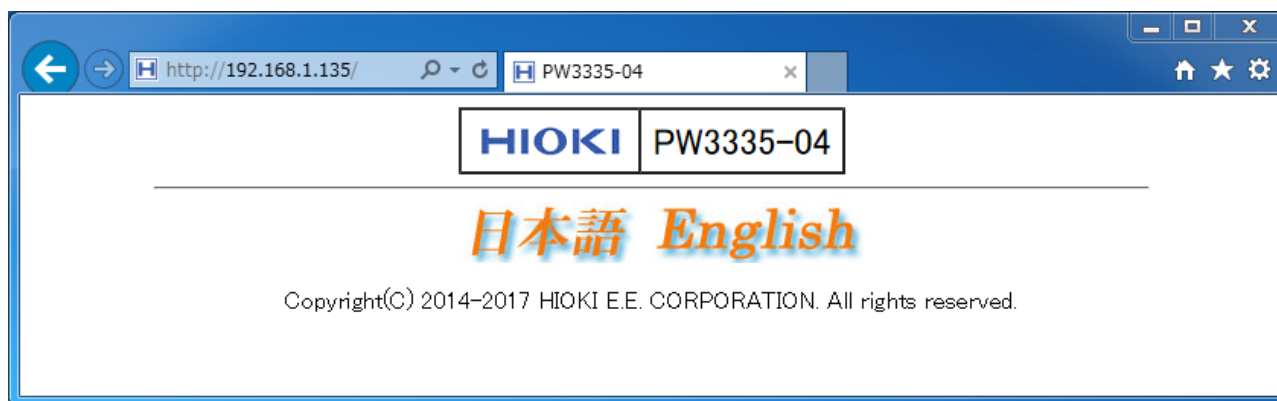 http://192.168.1.135/ PW3335-04
HIOKI PW3335-04
日本語 English
Copyright(C) 2014-2017 HIOKI E.E. CORPORATION. All rights reserved.